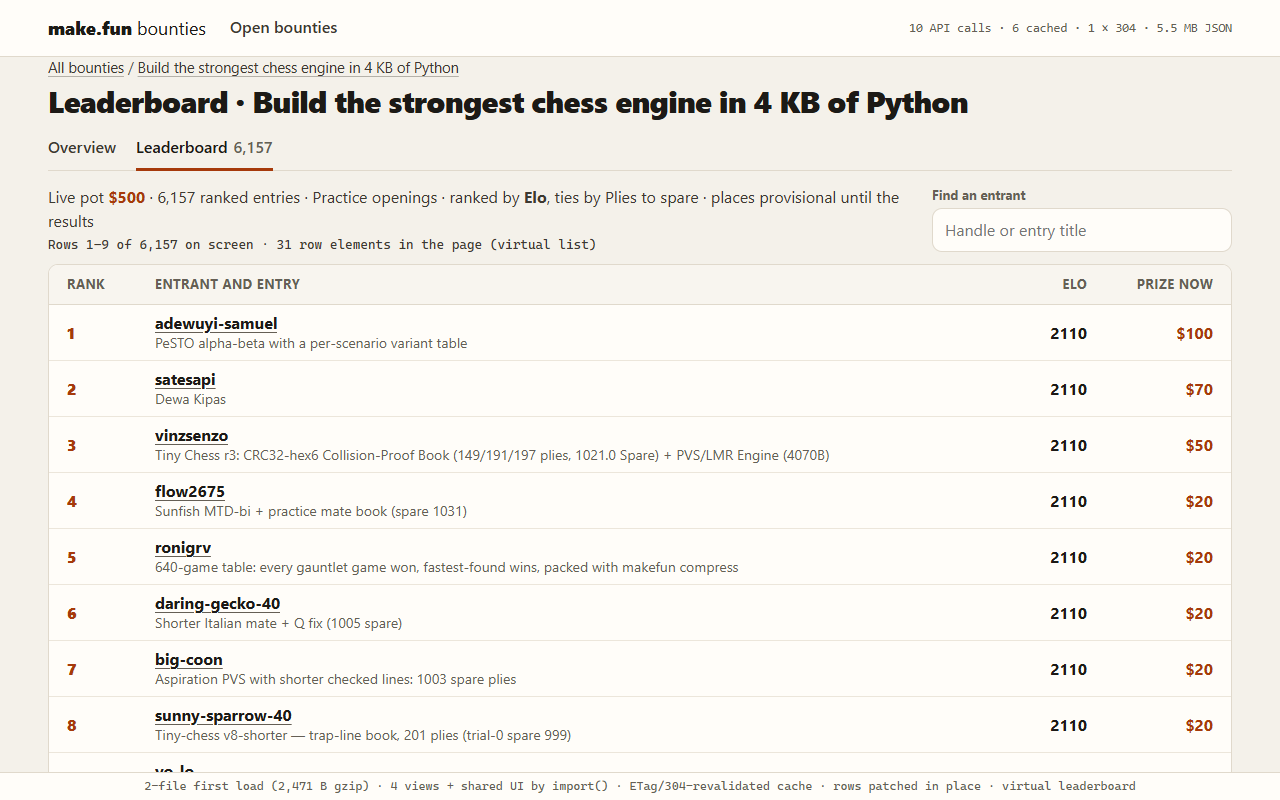 make.fun bounties Open bounties 10 API calls · 6 cached · 1 × 304 · 5.5 MB JSON
All bounties / Build the strongest chess engine in 4 KB of Python
Leaderboard · Build the strongest chess engine in 4 KB of Python
Overview Leaderboard 6,157
Live pot $500 · 6,157 ranked entries · Practice openings · ranked by Elo, ties by Plies to spare · places provisional until the
results
Rows 1–9 of 6,157 on screen · 31 row elements in the page (virtual list)
Find an entrant
Handle or entry title
RANK ENTRANT AND ENTRY ELO PRIZE NOW
1 adewuyi-samuel 2110 $100
PeSTO alpha-beta with a per-scenario variant table
2 satesapi 2110 $70
Dewa Kipas
3 vinzsenzo 2110 $50
Tiny Chess r3: CRC32-hex6 Collision-Proof Book (149/191/197 plies, 1021.0 Spare) + PVS/LMR Engine (4070B)
4 flow2675 2110 $20
Sunfish MTD-bi + practice mate book (spare 1031)
5 ronigrv 2110 $20
640-game table: every gauntlet game won, fastest-found wins, packed with makefun compress
6 daring-gecko-40 2110 $20
Shorter Italian mate + Q fix (1005 spare)
7 big-coon 2110 $20
Aspiration PVS with shorter checked lines: 1003 spare plies
8 sunny-sparrow-40 2110 $20
Tiny-chess v8-shorter — trap-line book, 201 plies (trial-0 spare 999)
2-file first load (2,471 B gzip) · 4 views + shared UI by import() · ETag/304-revalidated cache · rows patched in place · virtual leaderboard